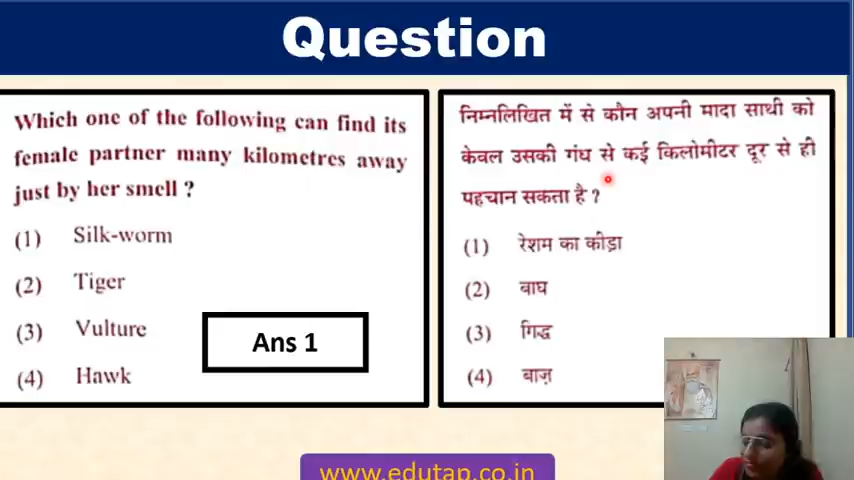 Question
Which one of the following can find its
female partner many kilometres away
just by her smell ?
(1) Silk-worm
(2) Tiger
(3) Vulture
(4) Hawk
Ans 1
निम्नलिखित में से कौन अपनी मादा साथी को
केवल उसकी गंध से कई किलोमीटर दूर से ही
पहचान सकता है ?
(1) रेशम का कीड़ा
(2) बाघ
(3) गिद्ध
(4) बाज़
www.edutap.co.in